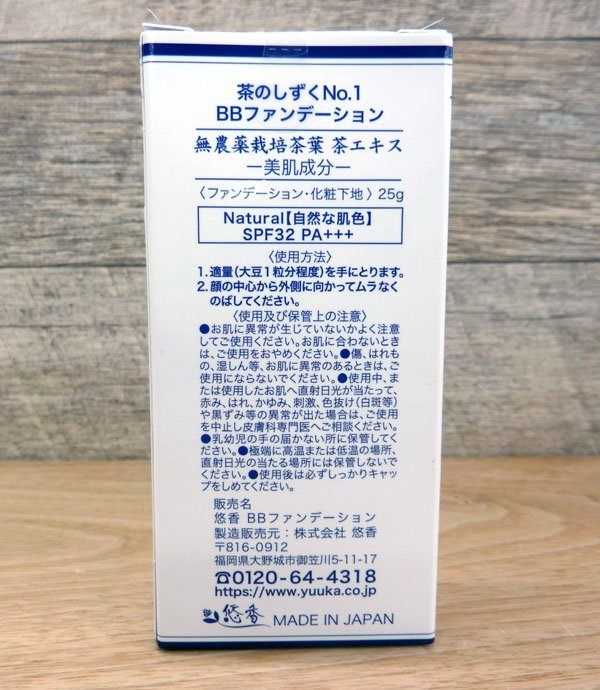 茶のしずくNo.1
BBファンデーション
無農薬栽培茶葉 茶エキス
ー美肌成分ー
〈ファンデーション・化粧下地〉25g
Natural【自然な肌色】
SPF32 PA+++
〈使用方法〉
1.適量(大豆1粒分程度)を手にとります。
2.顔の中心から外側に向かってムラなく
のばしてください。
〈使用及び保管上の注意〉
●お肌に異常が生じていないかよく注意
してご使用ください。お肌に合わないとき
は、ご使用をおやめください。●傷、はれも
の、湿しん等、お肌に異常のあるときは、ご使
用にならないでください。●使用中、ま
たは使用したお肌へ直射日光が当たって、
赤み、はれ、かゆみ、刺激、色抜け(白斑等)
や黒ずみ等の異常が出た場合は、ご使用
を中止し皮膚科専門医へご相談ください。
●乳幼児の手の届かない所に保管してく
ださい。●極端に高温または低温の場所、
直射日光の当たる場所には保管しないで
ください。●使用後は必ずしっかりキャッ
プをしめてください。
販売名
悠香 BBファンデーション
製造販売元:株式会社 悠香
〒816-0912
福岡県大野城市御笠川5-11-17
☎0120-64-4318
https://www.yuuka.co.jp
悠香 MADE IN JAPAN